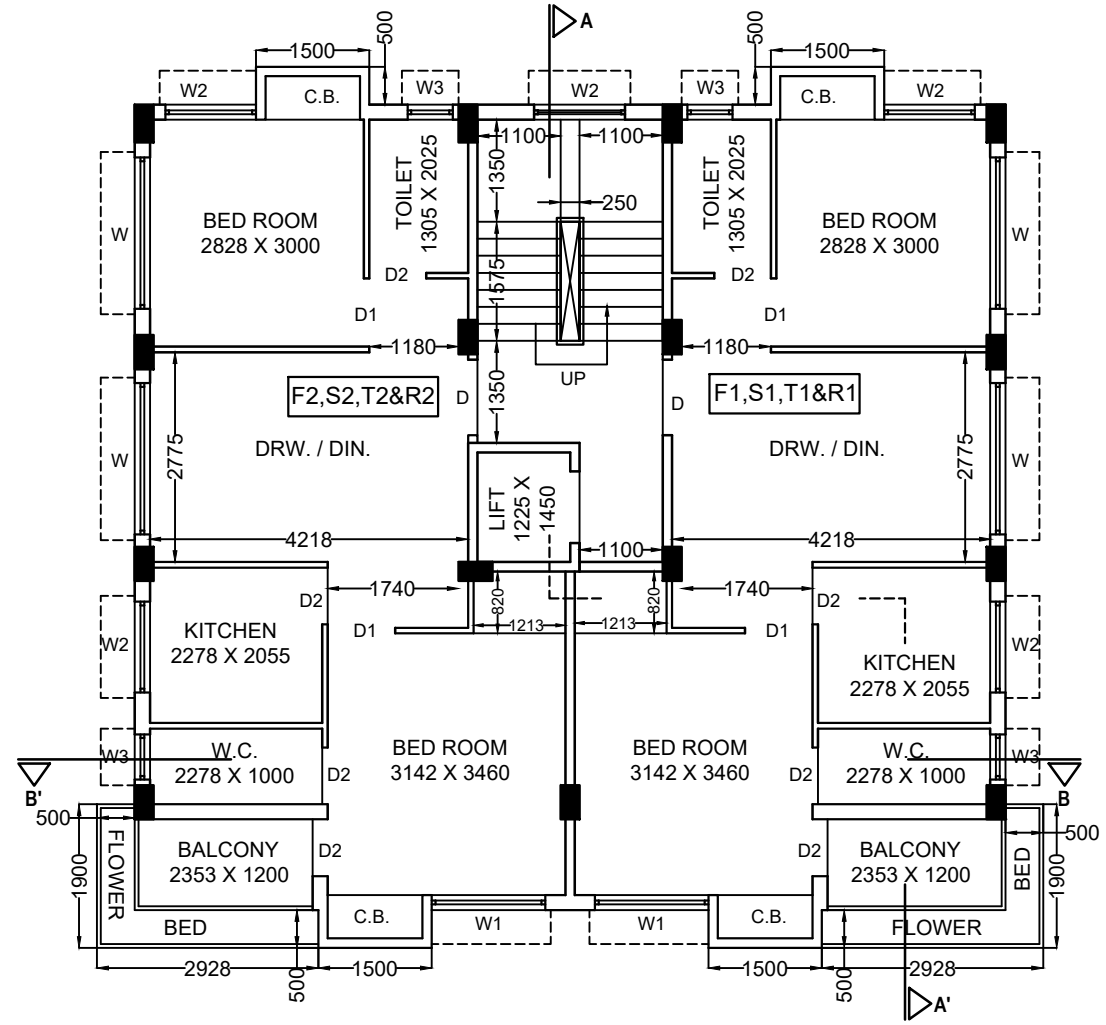 A
500
1500
500
1500
W2
C.B.
W3
W2
W3
C.B.
W2
1100
1100
1350
TOILET
1305 X 2025
TOILET
1305 X 2025
250
W
BED ROOM
2828 X 3000
BED ROOM
2828 X 3000
W
1575
D2
D2
D1
D1
1180
1180
UP
1350
F2,S2,T2&R2
D
D
F1,S1,T1&R1
2775
DRW. / DIN.
DRW. / DIN.
2775
W
W
LIFT
1225 X
1450
4218
1100
4218
1740
820
820
1740
D2
D2
1213
1213
D1
D1
KITCHEN
2278 X 2055
KITCHEN
2278 X 2055
W2
W2
W3
W.C.
2278 X 1000
BED ROOM
3142 X 3460
BED ROOM
3142 X 3460
W.C.
2278 X 1000
W3
D2
D2
B'
B
500
500
FLOWER
BALCONY
2353 X 1200
D2
D2
BALCONY
2353 X 1200
BED
1900
1900
BED
C.B.
W1
W1
C.B.
FLOWER
2928
500
1500
1500
500
2928
A'